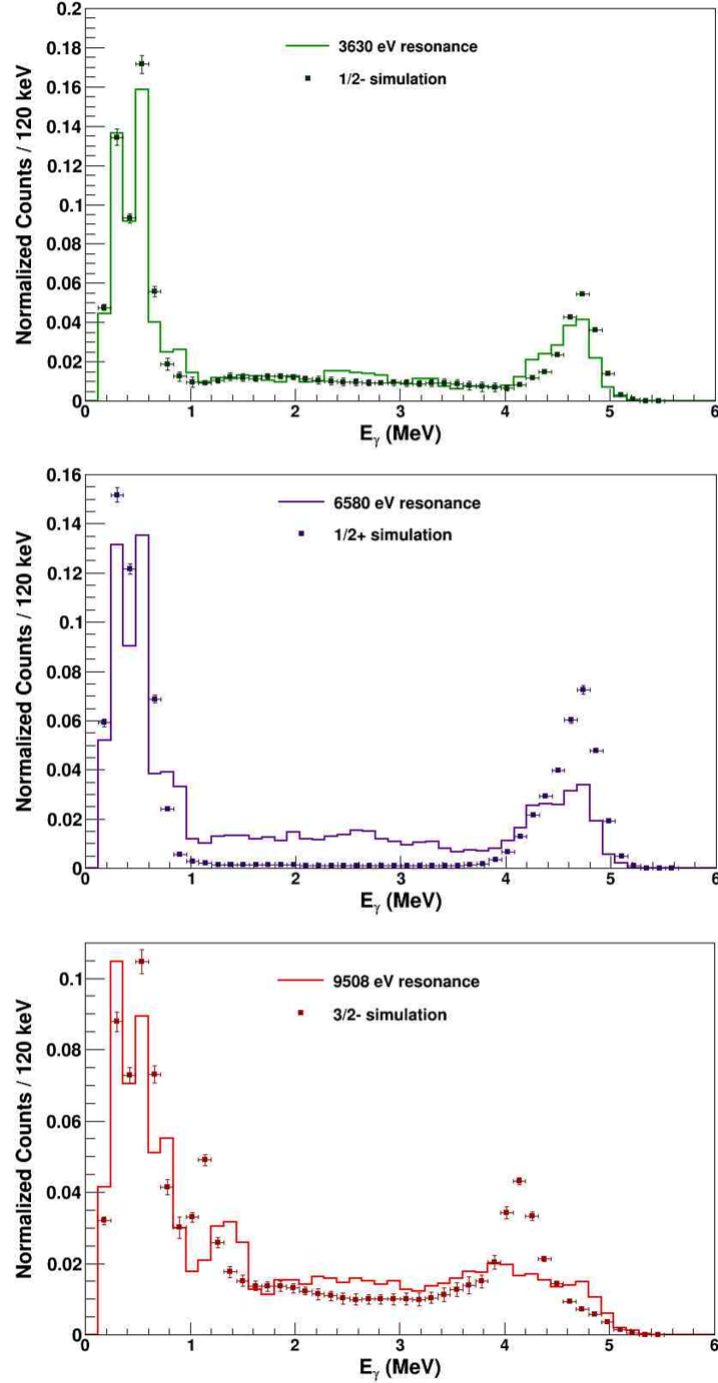 0.2
0.18
0.16
0.14
0.12
0.1
0.08
0.06
0.04
0.02
0
Normalized Counts / 120 keV
3630 eV resonance
1/2- simulation
0 1 2 3 4 5 6
Eγ (MeV)
0.16
0.14
0.12
0.1
0.08
0.06
0.04
0.02
0
Normalized Counts / 120 keV
6580 eV resonance
1/2+ simulation
0 1 2 3 4 5 6
Eγ (MeV)
0.1
0.08
0.06
0.04
0.02
0
Normalized Counts / 120 keV
9508 eV resonance
3/2- simulation
0 1 2 3 4 5 6
Eγ (MeV)